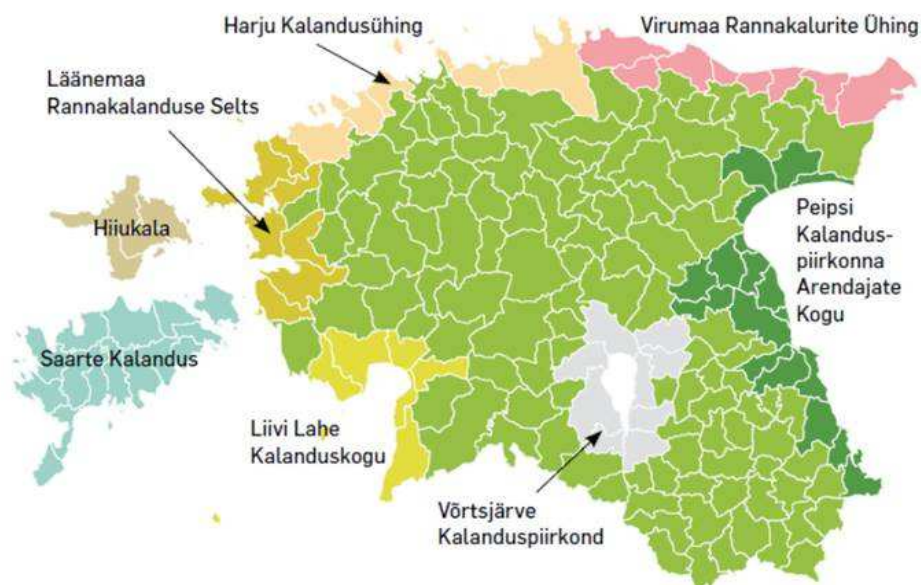 Harju Kalandusühing
Virumaa Rannakalurite Ühing
Läänemaa
Rannakalanduse Selts
Hiiukala
Peipsi
Kalandus-
piirkonna
Arendajate
Kogu
Saarte Kalandus
Liivi Lahe
Kalanduskogu
Võrtsjärve
Kalanduspiirkond